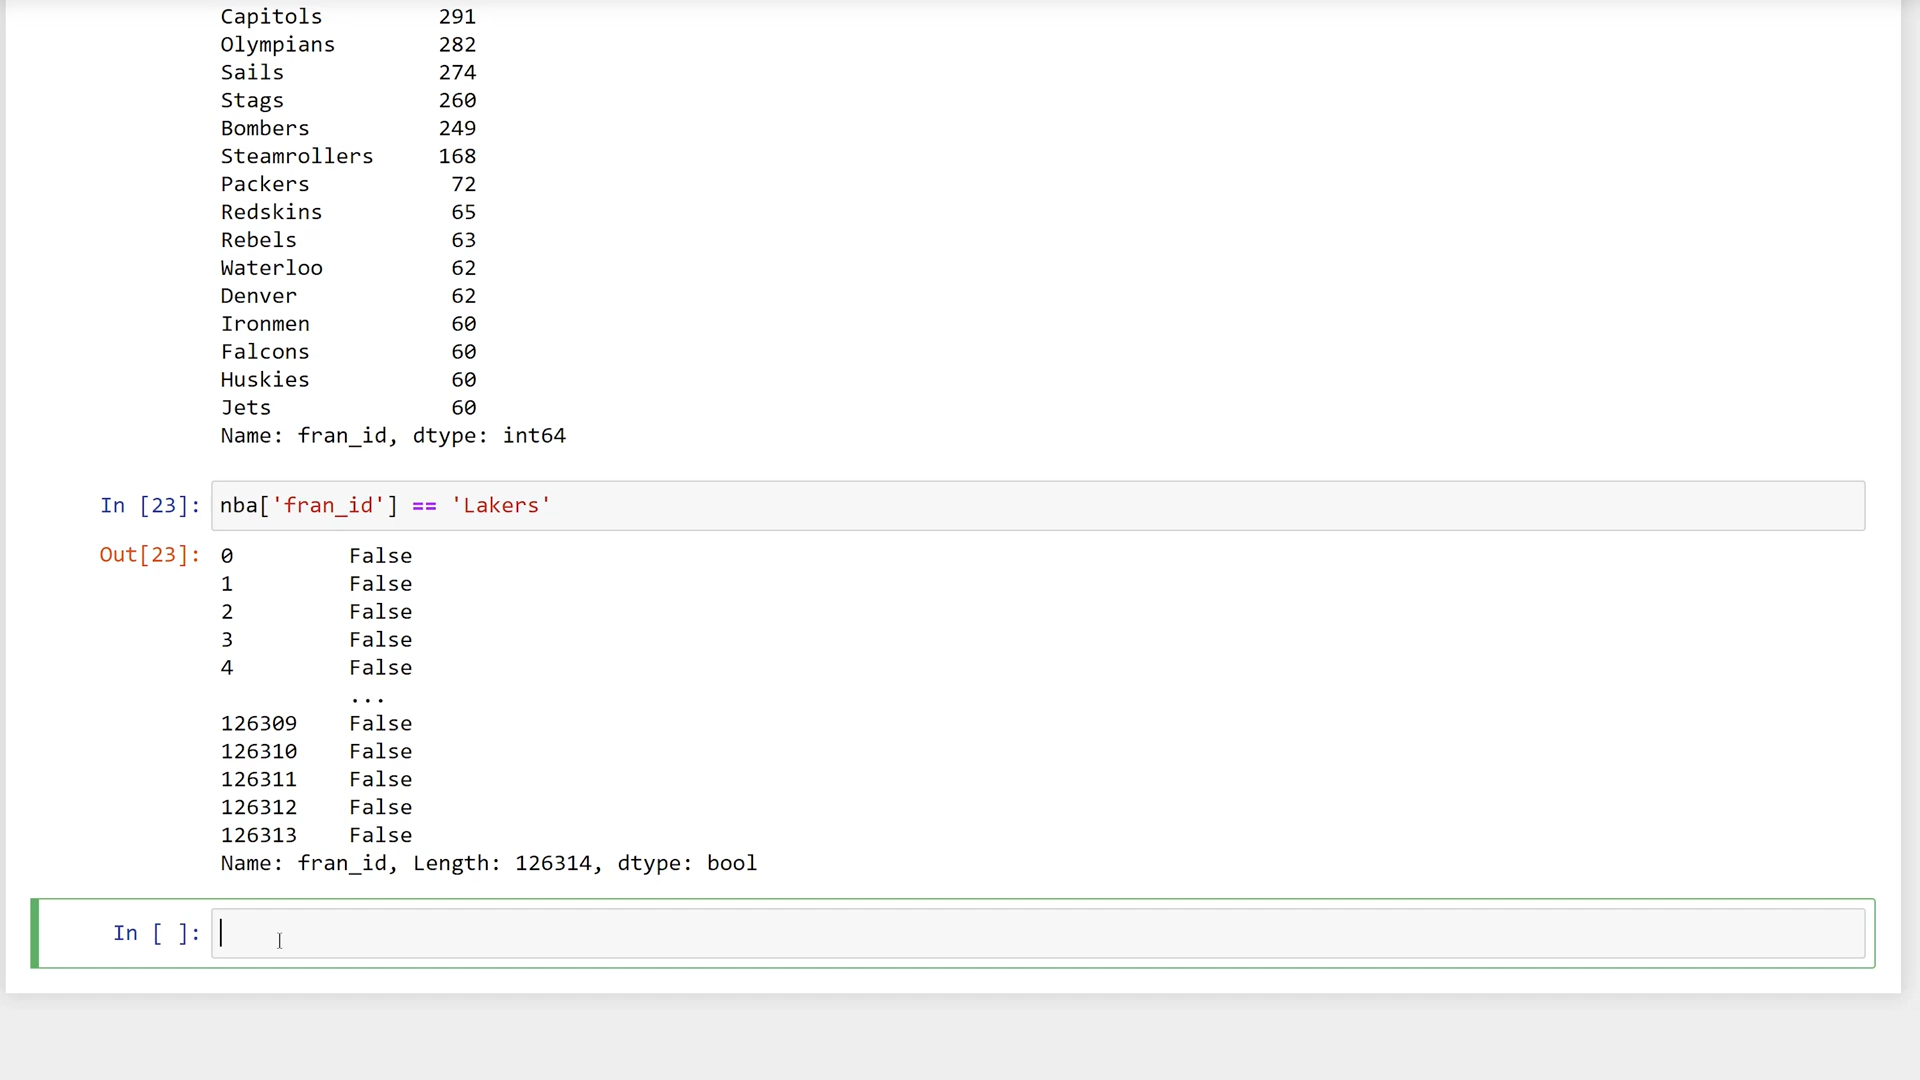 Capitols 291
Olympians 282
Sails 274
Stags 260
Bombers 249
Steamrollers 168
Packers 72
Redskins 65
Rebels 63
Waterloo 62
Denver 62
Ironmen 60
Falcons 60
Huskies 60
Jets 60
Name: fran_id, dtype: int64
In [23]: nba['fran_id'] == 'Lakers'
Out[23]: 0 False
1 False
2 False
3 False
4 False
...
126309 False
126310 False
126311 False
126312 False
126313 False
Name: fran_id, Length: 126314, dtype: bool
In [ ]: